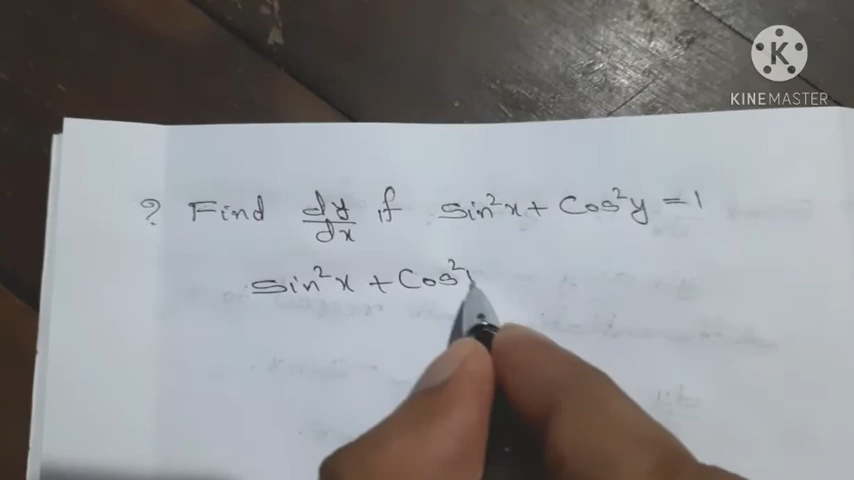 K
KINEMASTER
? Find dy/dx if sin²x + Cos²y = 1
sin²x + Cos²